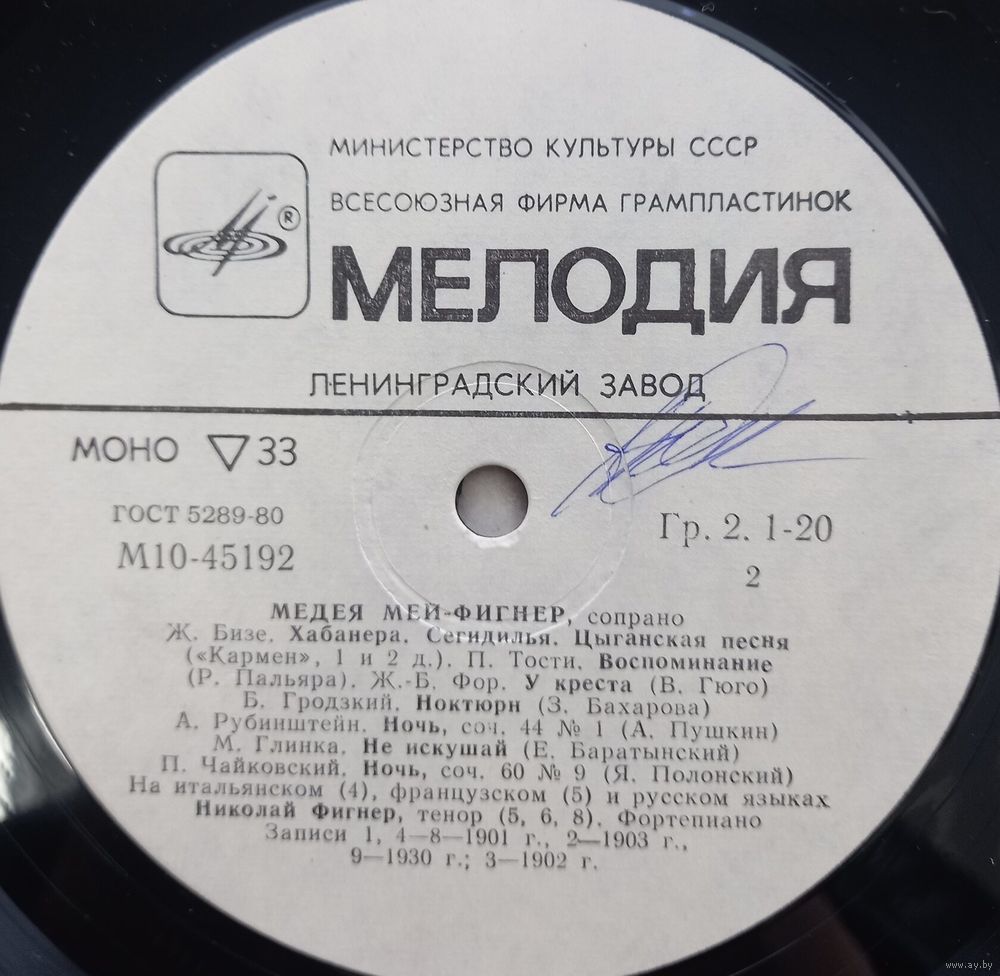 МИНИСТЕРСТВО КУЛЬТУРЫ СССР
ВСЕСОЮЗНАЯ ФИРМА ГРАМПЛАСТИНОК
®
МЕЛОДИЯ
ЛЕНИНГРАДСКИЙ ЗАВОД
МОНО ▽ 33
ГОСТ 5289-80
М10-45192
Гр. 2. 1-20
2
МЕДЕЯ МЕЙ-ФИГНЕР, сопрано
Ж. Бизе. Хабанера. Сегидилья. Цыганская песня
(«Кармен», 1 и 2 д.). П. Тости. Воспоминание
(Р. Пальяра). Ж.-Б. Фор. У креста (В. Гюго)
Б. Гродзкий. Ноктюрн (З. Бахарова)
А. Рубинштейн. Ночь, соч. 44 № 1 (А. Пушкин)
М. Глинка. Не искушай (Е. Баратынский)
П. Чайковский. Ночь, соч. 60 № 9 (Я. Полонский)
На итальянском (4), французском (5) и русском языках
Николай Фигнер, тенор (5, 6, 8). Фортепиано
Записи 1, 4—8—1901 г., 2—1903 г.,
9—1930 г.; 3—1902 г.
www.ay.by